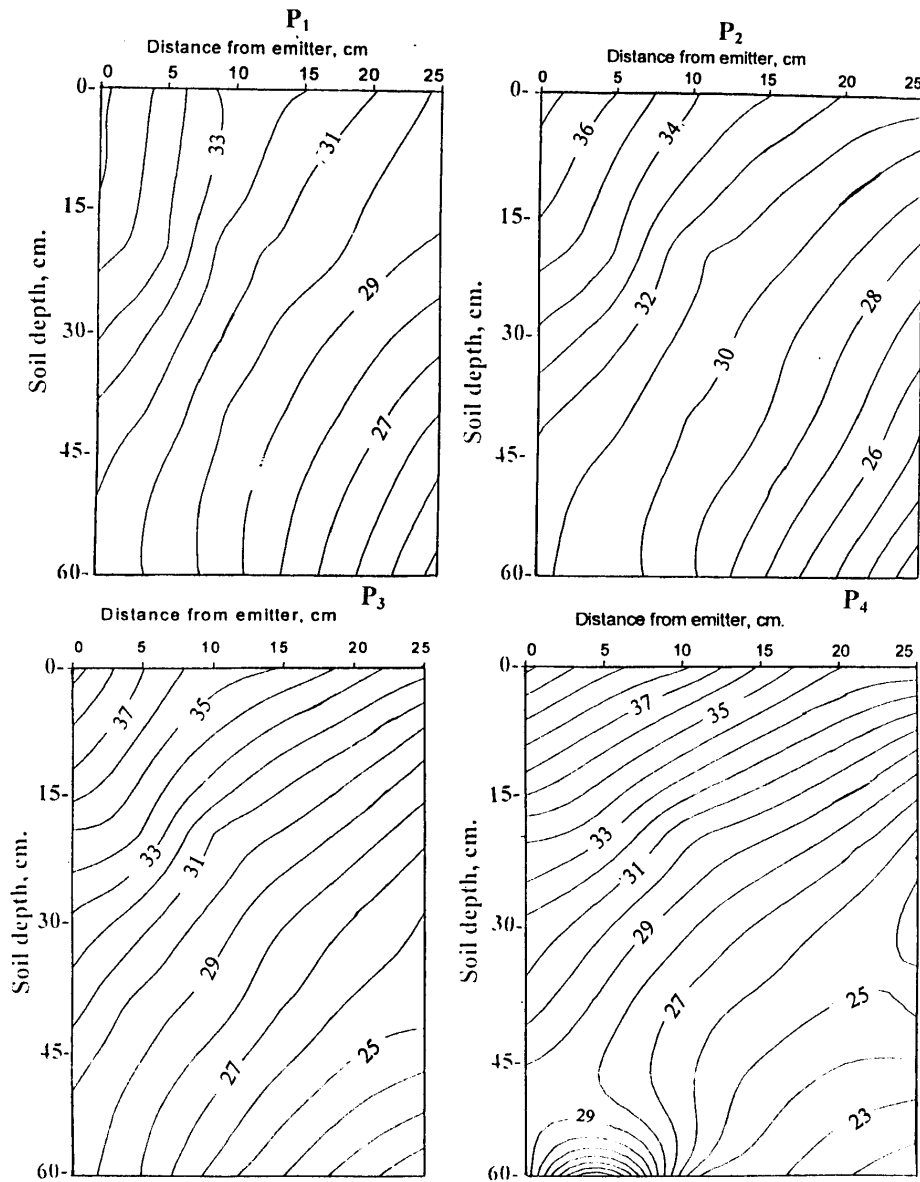 P1
Distance from emitter, cm
0 5 10 15 20 25
Soil depth, cm.
0-
15-
30-
45-
60-
33
31
29
27
P2
Distance from emitter, cm
0 5 10 15 20 25
Soil depth, cm.
0-
15-
30-
45-
60-
36
34
32
30
28
26
P3
Distance from emitter, cm
0 5 10 15 20 25
Soil depth, cm.
0-
15-
30-
45-
60-
37
35
33
31
29
27
25
P4
Distance from emitter, cm.
0 5 10 15 20 25
Soil depth, cm.
0-
15-
30-
45-
60-
37
35
33
31
29
27
25
29
23